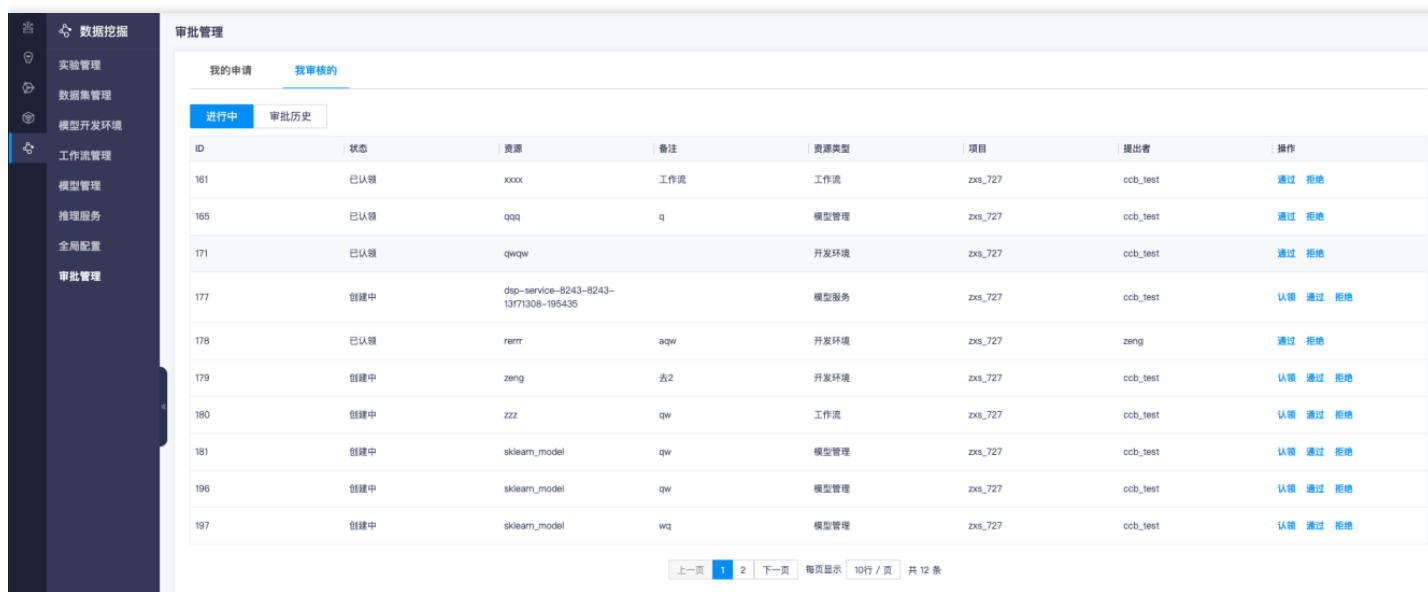 数据挖掘
实验管理
数据集管理
模型开发环境
工作流管理
模型管理
推理服务
全局配置
审批管理
审批管理
我的申请 我审核的
进行中 审批历史
ID 状态 资源 备注 资源类型 项目 提出者 操作
161 已认领 xxxx 工作流 工作流 zxs_727 ccb_test 通过 拒绝
165 已认领 qqq q 模型管理 zxs_727 ccb_test 通过 拒绝
171 已认领 qwqw 开发环境 zxs_727 ccb_test 通过 拒绝
177 创建中 dsp-service-8243-8243- 模型服务 zxs_727 ccb_test 认领 通过 拒绝
13f71308-195435
178 已认领 rerrr aqw 开发环境 zxs_727 zeng 通过 拒绝
179 创建中 zeng 去2 开发环境 zxs_727 ccb_test 认领 通过 拒绝
180 创建中 zzz qw 工作流 zxs_727 ccb_test 认领 通过 拒绝
181 创建中 sklearn_model qw 模型管理 zxs_727 ccb_test 认领 通过 拒绝
196 创建中 sklearn_model qw 模型管理 zxs_727 ccb_test 认领 通过 拒绝
197 创建中 sklearn_model wq 模型管理 zxs_727 ccb_test 认领 通过 拒绝
上一页 1 2 下一页 每页显示 10行 / 页 共 12 条